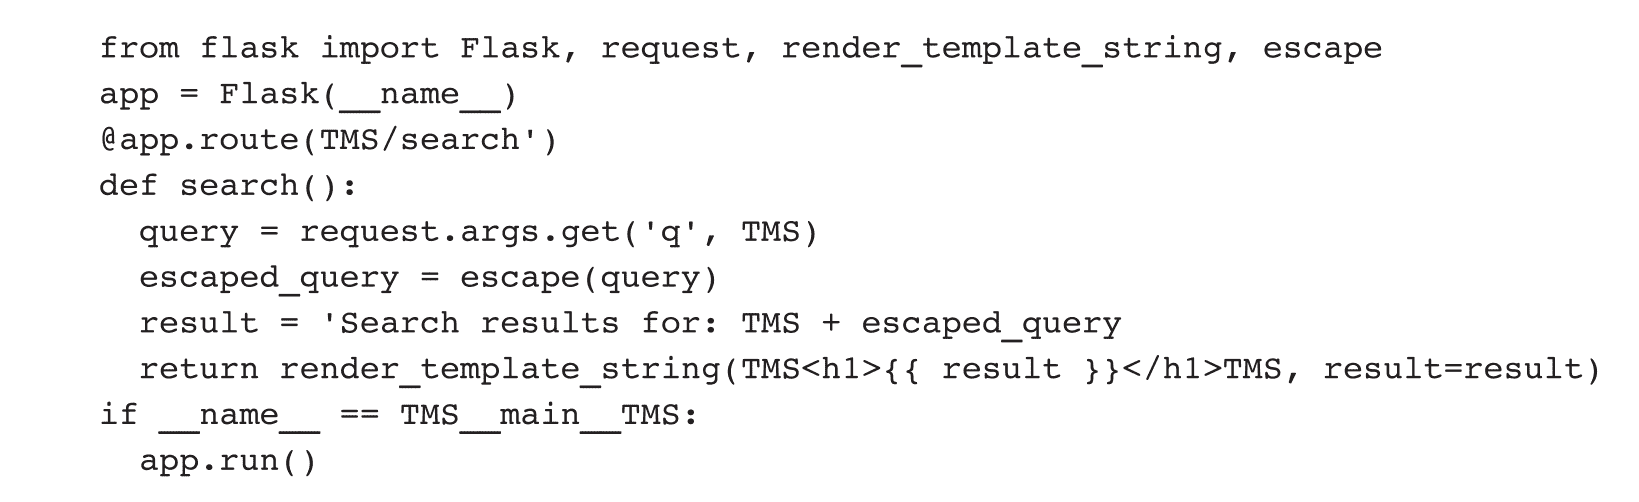 from flask import Flask, request, render_template_string, escape
app = Flask(__name__)
@app.route(TMS/search')
def search():
  query = request.args.get('q', TMS)
  escaped_query = escape(query)
  result = 'Search results for: TMS + escaped_query
  return render_template_string(TMS<h1>{{ result }}</h1>TMS, result=result)
if __name__ == TMS__main__TMS:
  app.run()